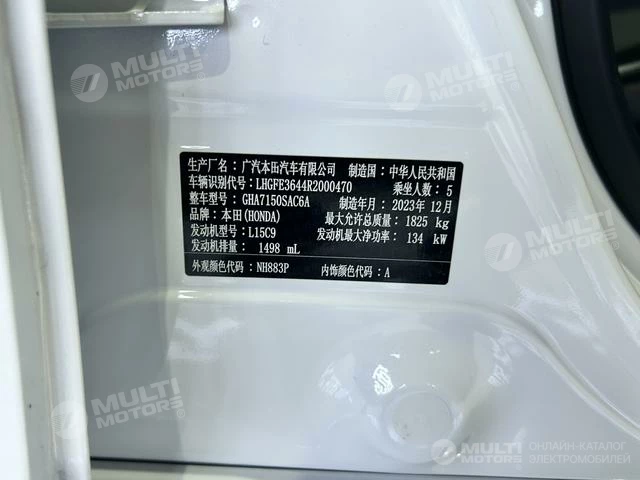 MULTI
MOTORS
MULTI
MOTORS
生产厂名：广汽本田汽车有限公司 制造国：中华人民共和国
车辆识别代号：LHGFE3644R2000470 乘坐人数：5
整车型号：GHA7150SAC6A 制造年月：2023年12月
品牌：本田(HONDA) 最大允许总质量：1825 kg
发动机型号：L15C9 发动机最大净功率：134 kW
发动机排量：1498 mL
外观颜色代码：NH883P 内饰颜色代码：A
MULTI
MOTORS
MULTI
MOTORS
ОНЛАЙН-КАТАЛОГ
ЭЛЕКТРОМОБИЛЕЙ